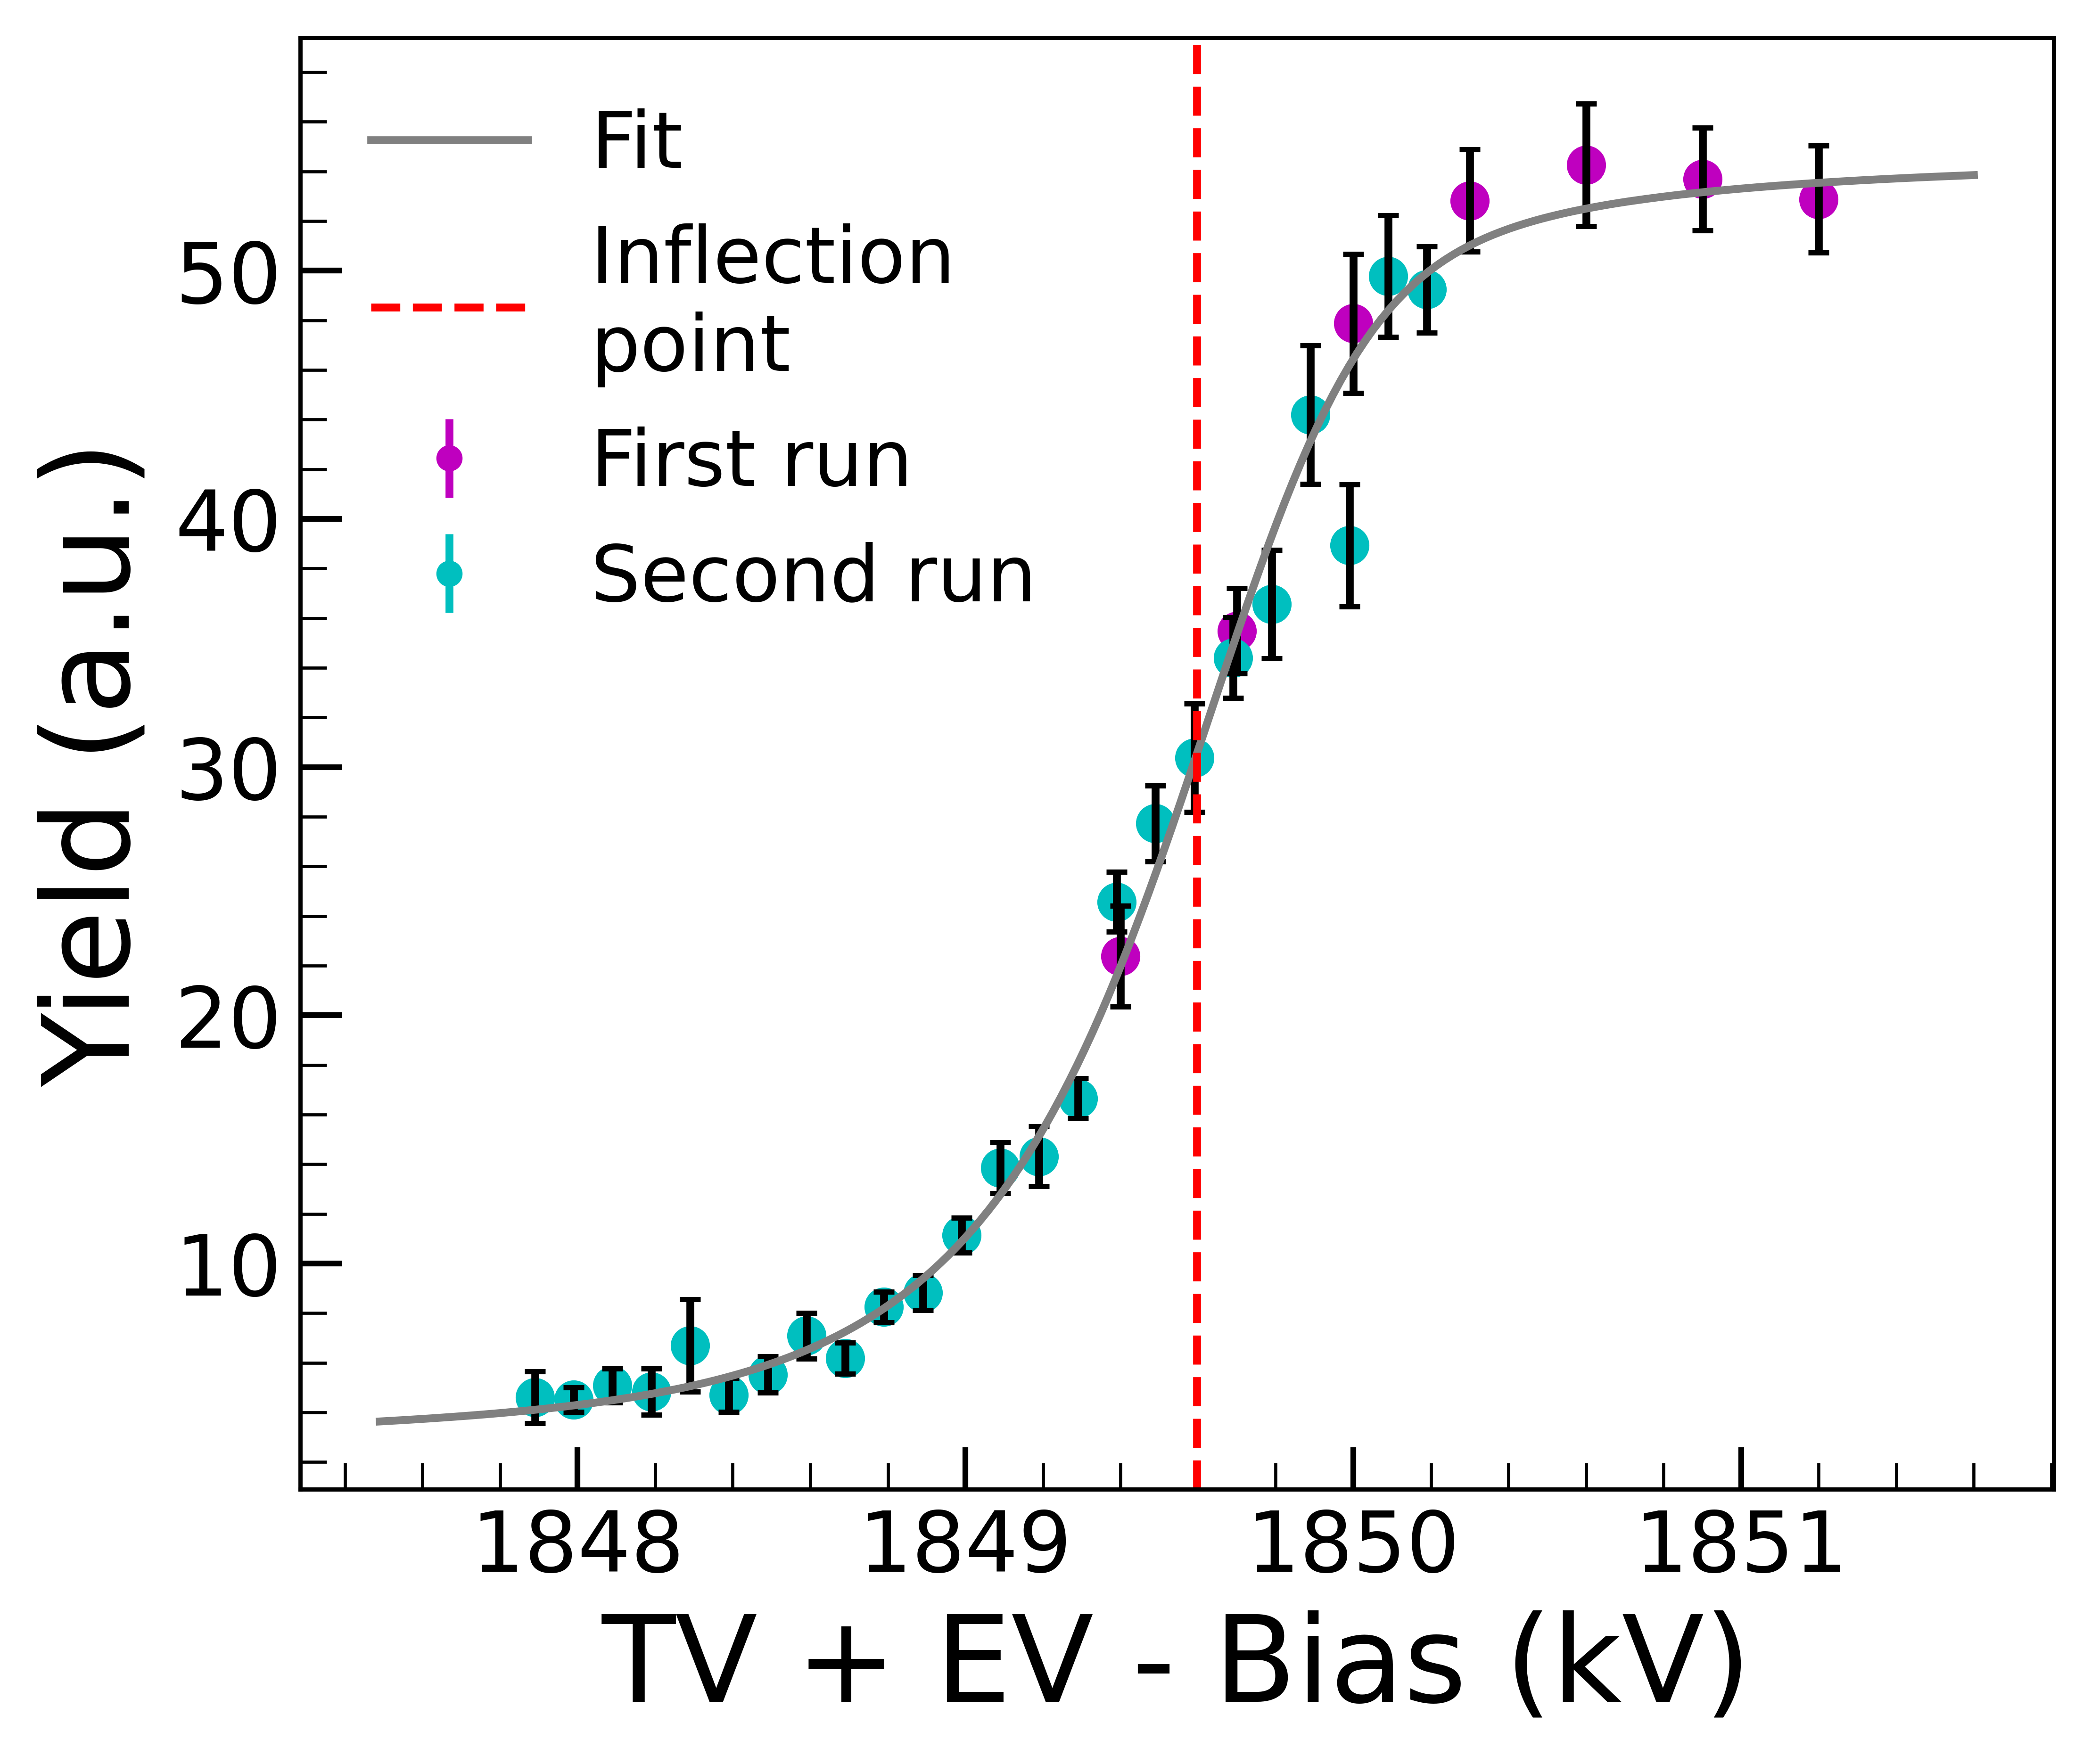 Fit
Inflection
point
First run
Second run
50
40
30
20
10
Yield (a.u.)
1848 1849 1850 1851
TV + EV - Bias (kV)